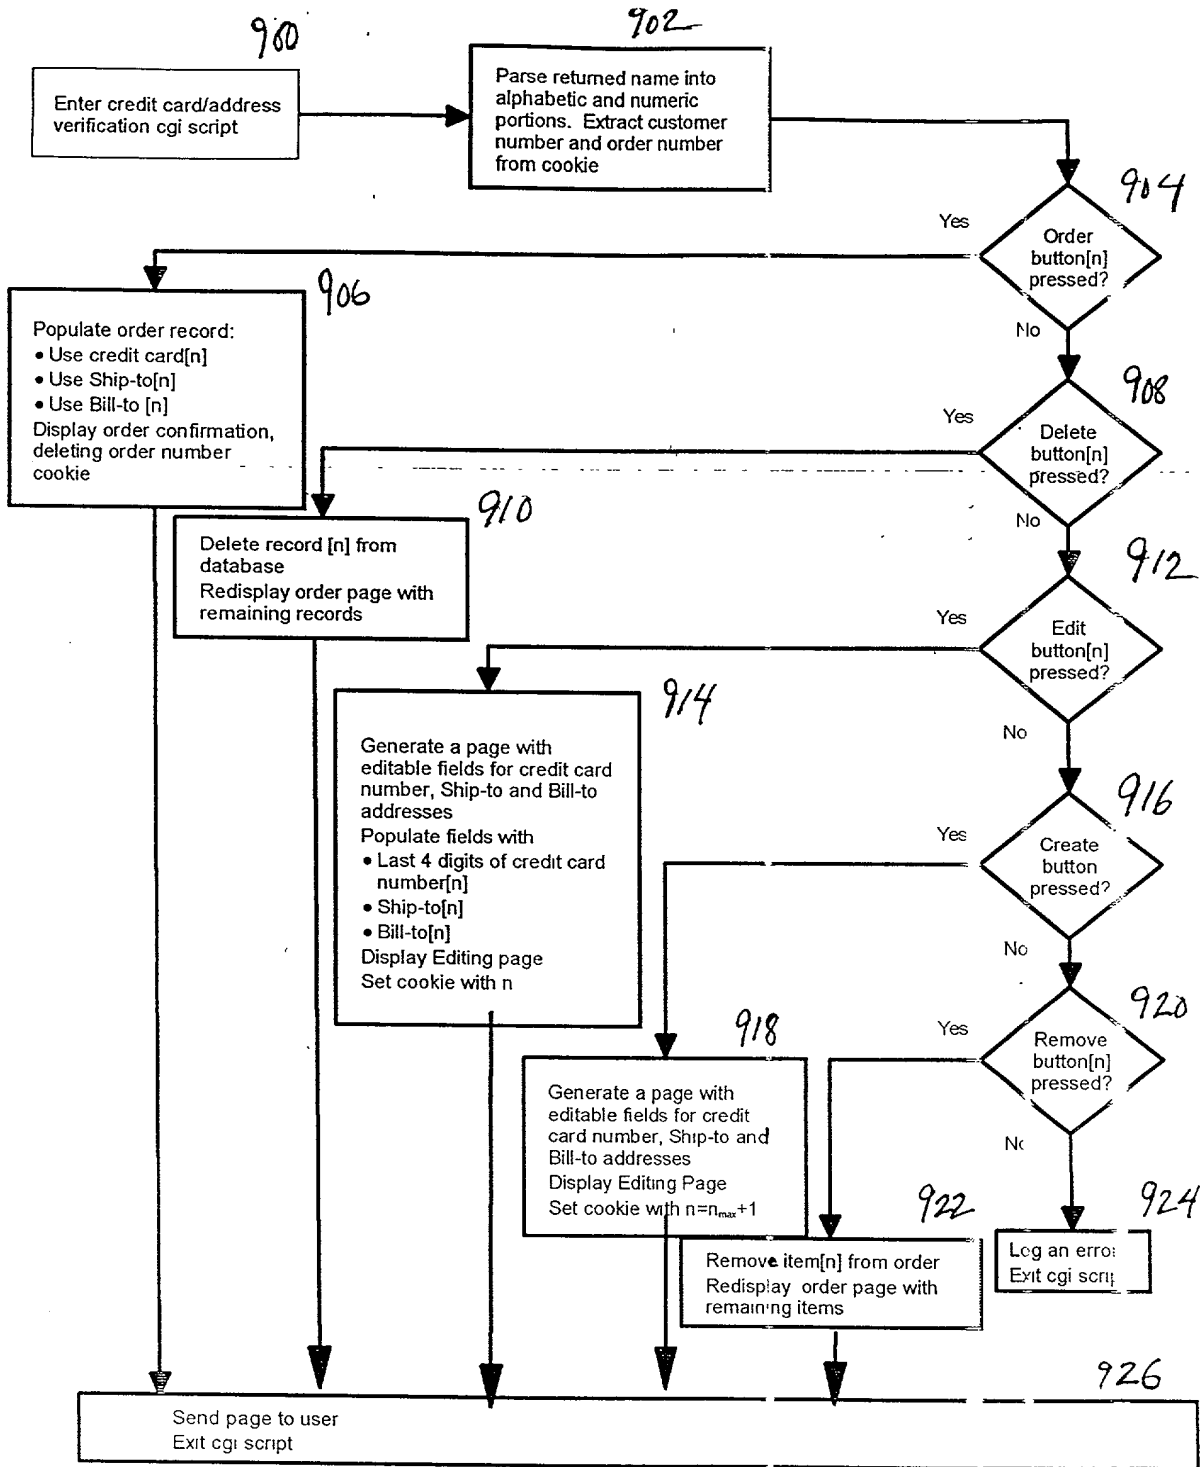 900
Enter credit card/address
verification cgi script
902
Parse returned name into
alphabetic and numeric
portions. Extract customer
number and order number
from cookie
904
Order
button[n]
pressed?
Yes
No
906
Populate order record:
• Use credit card[n]
• Use Ship-to[n]
• Use Bill-to [n]
Display order confirmation,
deleting order number
cookie
908
Delete
button[n]
pressed?
Yes
No
910
Delete record [n] from
database
Redisplay order page with
remaining records
912
Edit
button[n]
pressed?
Yes
No
914
Generate a page with
editable fields for credit card
number, Ship-to and Bill-to
addresses
Populate fields with
• Last 4 digits of credit card
number[n]
• Ship-to[n]
• Bill-to[n]
Display Editing page
Set cookie with n
916
Create
button
pressed?
Yes
No
918
Generate a page with
editable fields for credit
card number, Ship-to and
Bill-to addresses
Display Editing Page
Set cookie with n=nmax+1
920
Remove
button[n]
pressed?
Yes
No
922
Remove item[n] from order
Redisplay order page with
remaining items
924
Log an error
Exit cgi script
926
Send page to user
Exit cgi script